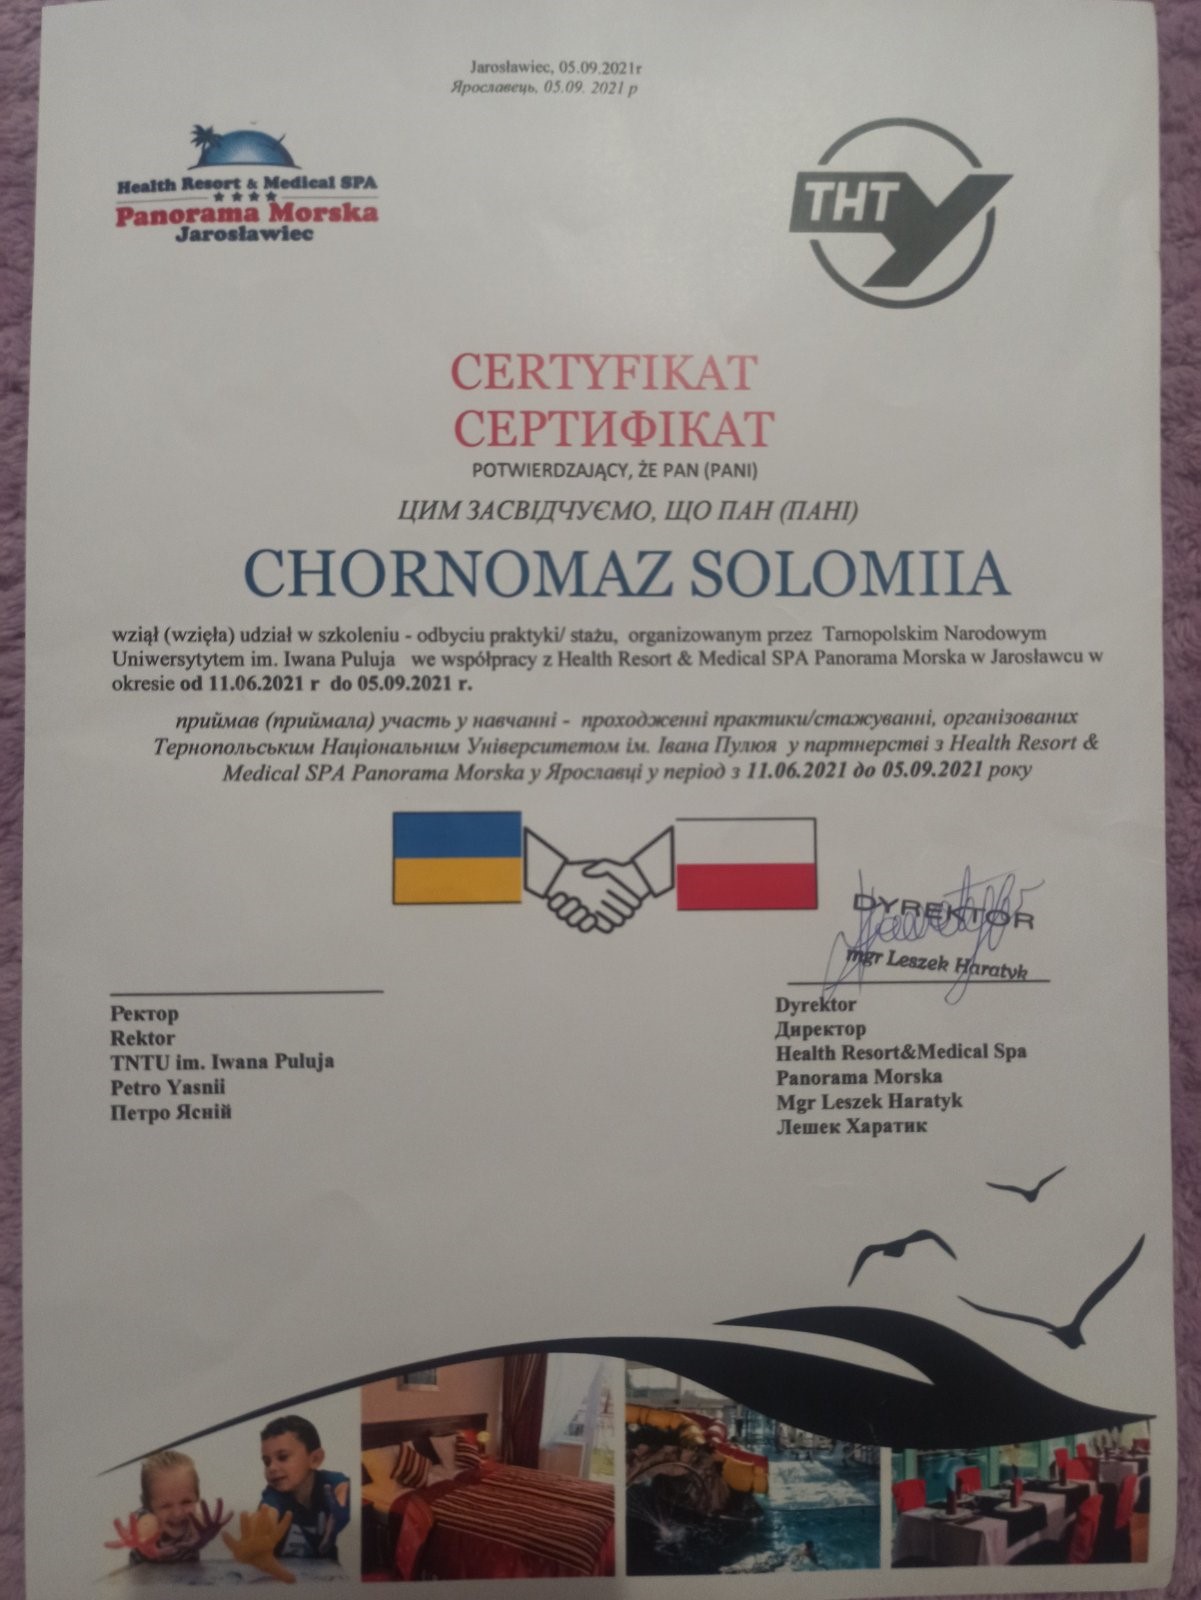 Jarosławiec, 05.09.2021r
Ярославець, 05.09. 2021 р
Health Resort & Medical SPA
Panorama Morska
Jarosławiec
ТНТУ
CERTYFIKAT
СЕРТИФІКАТ
POTWIERDZAJĄCY, ŻE PAN (PANI)
ЦИМ ЗАСВІДЧУЄМО, ЩО ПАН (ПАНІ)
CHORNOMAZ SOLOMIIA
wziął (wzięła) udział w szkoleniu - odbyciu praktyki/ stażu, organizowanym przez Tarnopolskim Narodowym
Uniwersytytem im. Iwana Puluja we współpracy z Health Resort & Medical SPA Panorama Morska w Jarosławcu w
okresie od 11.06.2021 r do 05.09.2021 r.
приймав (приймала) участь у навчанні - проходженні практики/стажуванні, організованих
Тернопольським Національним Університетом ім. Івана Пулюя у партнерстві з Health Resort &
Medical SPA Panorama Morska у Ярославці у період з 11.06.2021 до 05.09.2021 року
DYREKTOR
mgr Leszek Haratyk
Ректор
Rektor
TNTU im. Iwana Puluja
Petro Yasnii
Петро Ясній
Dyrektor
Директор
Health Resort&Medical Spa
Panorama Morska
Mgr Leszek Haratyk
Лешек Харатик